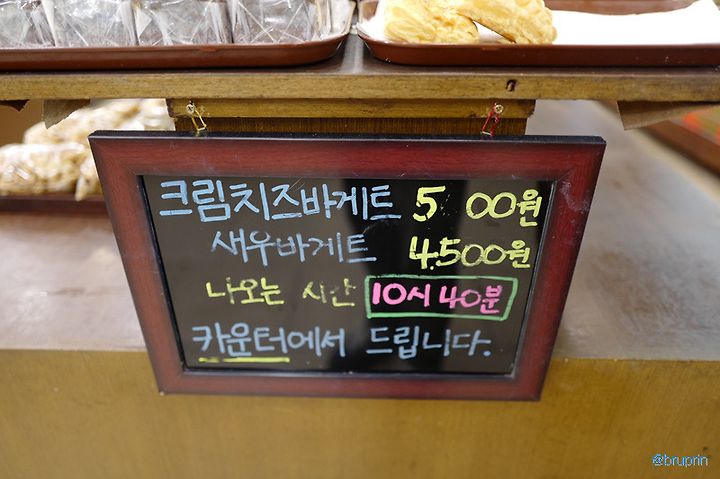 크림치즈바게트 5 00원
새우바게트 4.500원
나오는 시간 10시 40분
카운터에서 드립니다.
@bruprin